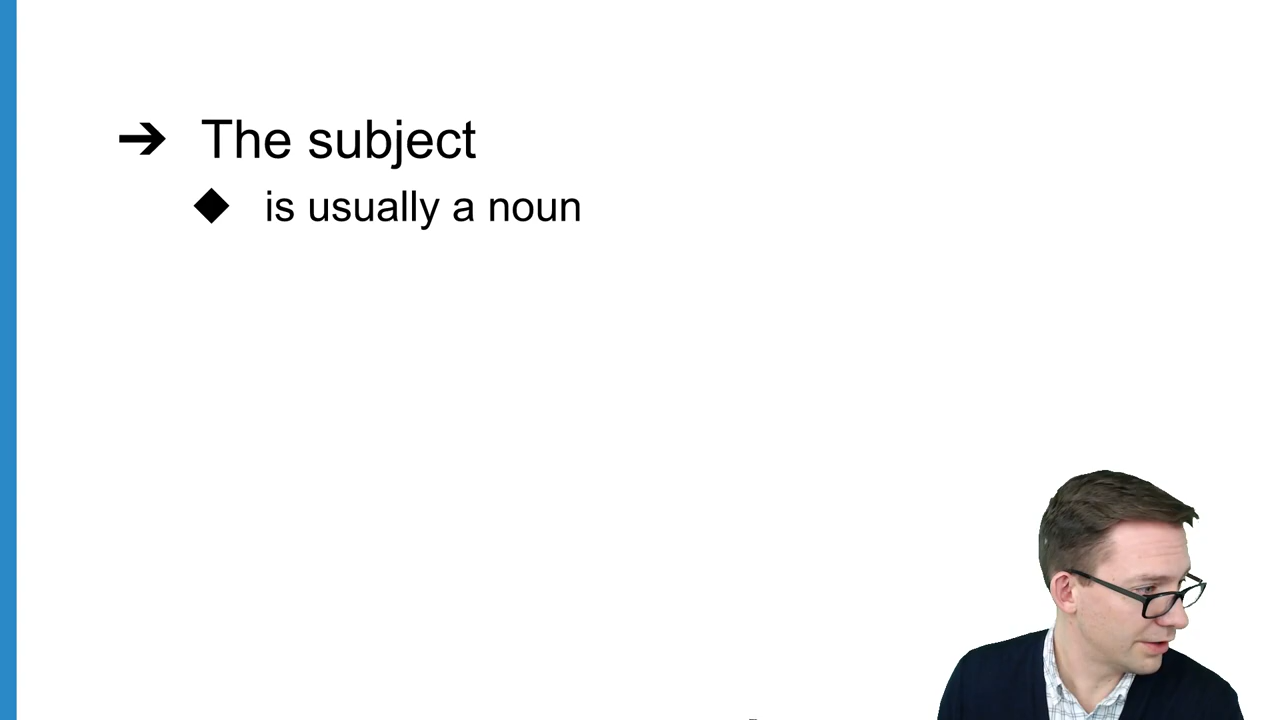 ➔ The subject
◆ is usually a noun